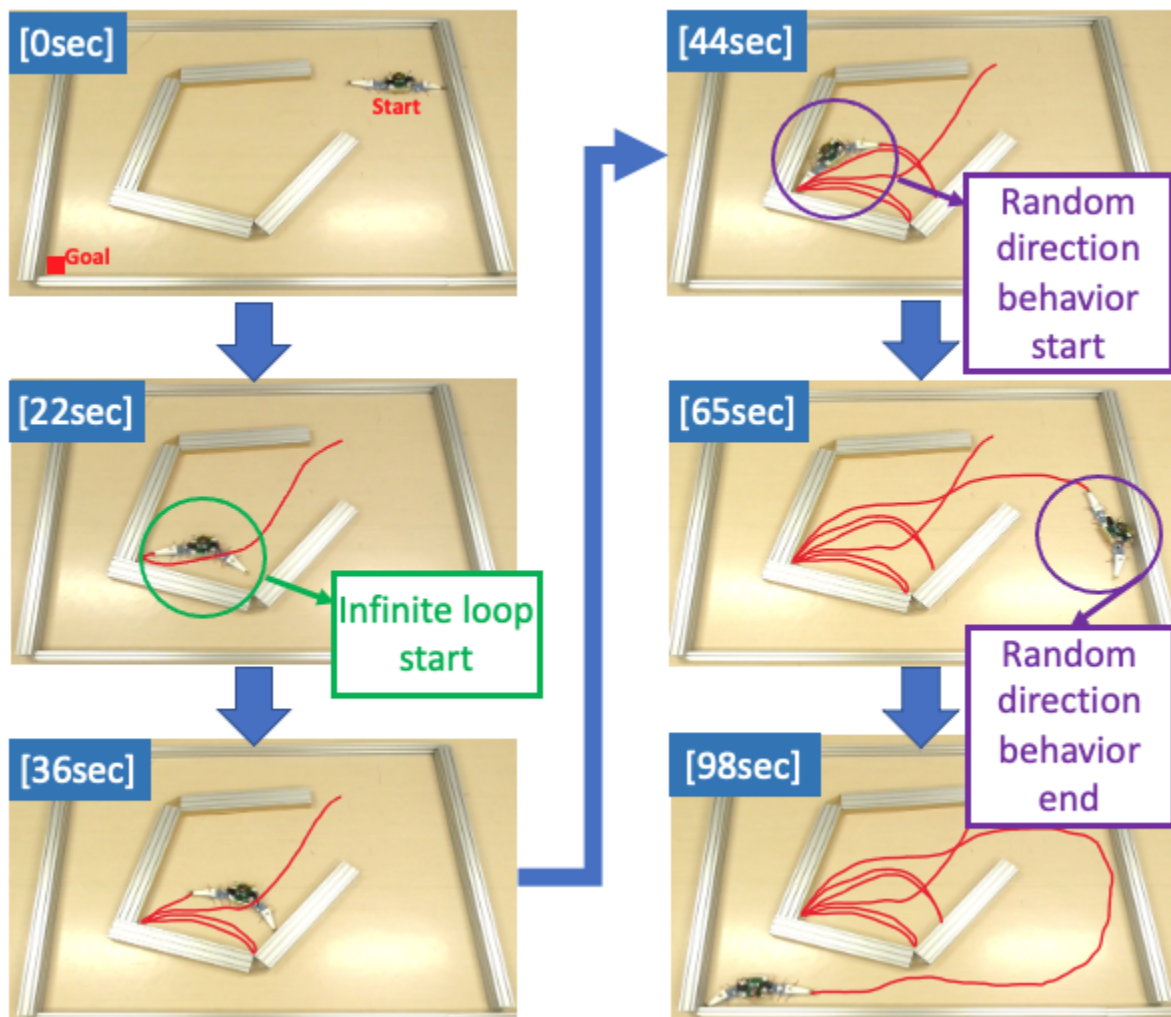 [0sec]
Start
Goal
[22sec]
Infinite loop
start
[36sec]
[44sec]
Random
direction
behavior
start
[65sec]
Random
direction
behavior
end
[98sec]